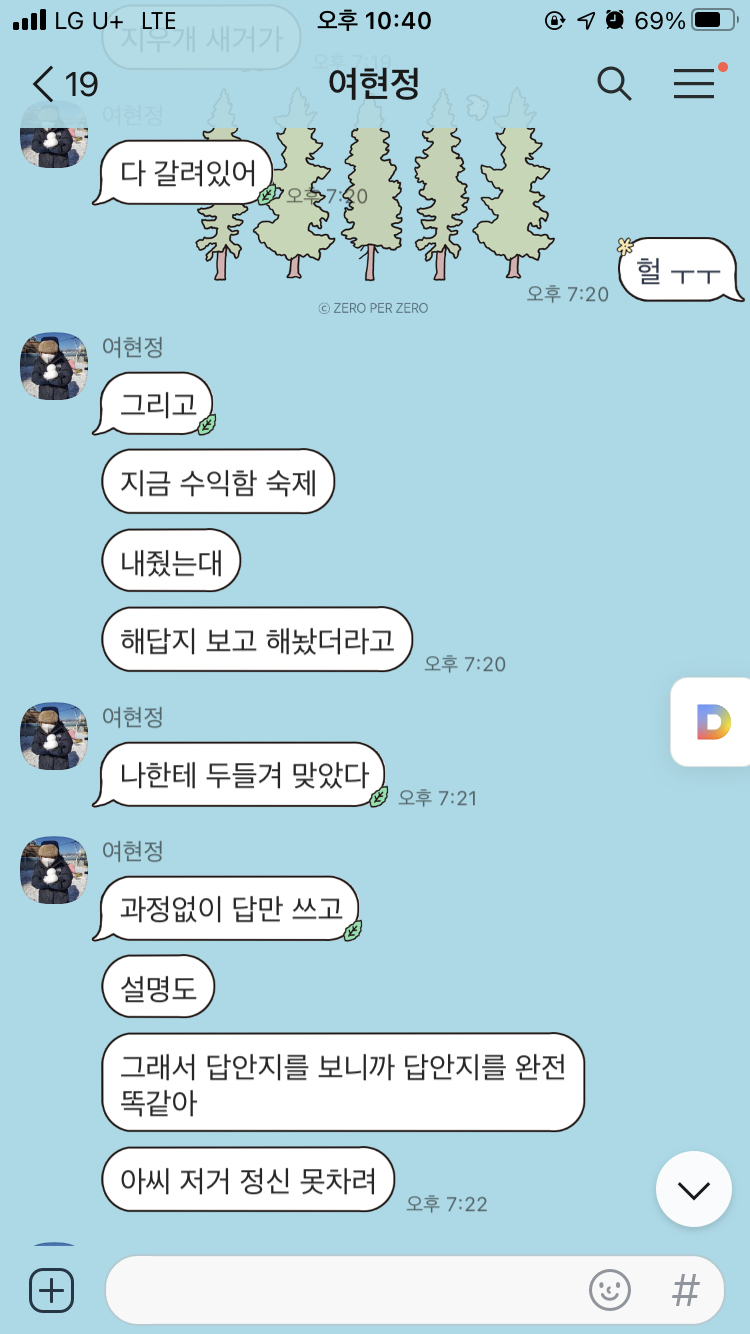 LG U+ LTE 오후 10:40 69%
지우개 새거가
오후 7:19
19 여현정
여현정
다 갈려있어
오후 7:20
헐 ㅜㅜ
오후 7:20
© ZERO PER ZERO
여현정
그리고
지금 수익함 숙제
내줬는대
해답지 보고 해놨더라고
오후 7:20
여현정
나한테 두들겨 맞았다
오후 7:21
D
여현정
과정없이 답만 쓰고
설명도
그래서 답안지를 보니까 답안지를 완전
똑같아
아씨 저거 정신 못차려
오후 7:22
#